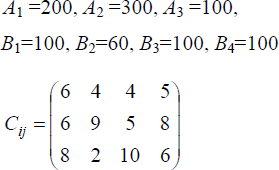 A₁ =200, A₂ =300, A₃ =100,
B₁=100, B₂=60, B₃=100, B₄=100
6 4 4 5
C_ij = 6 9 5 8
8 2 10 6